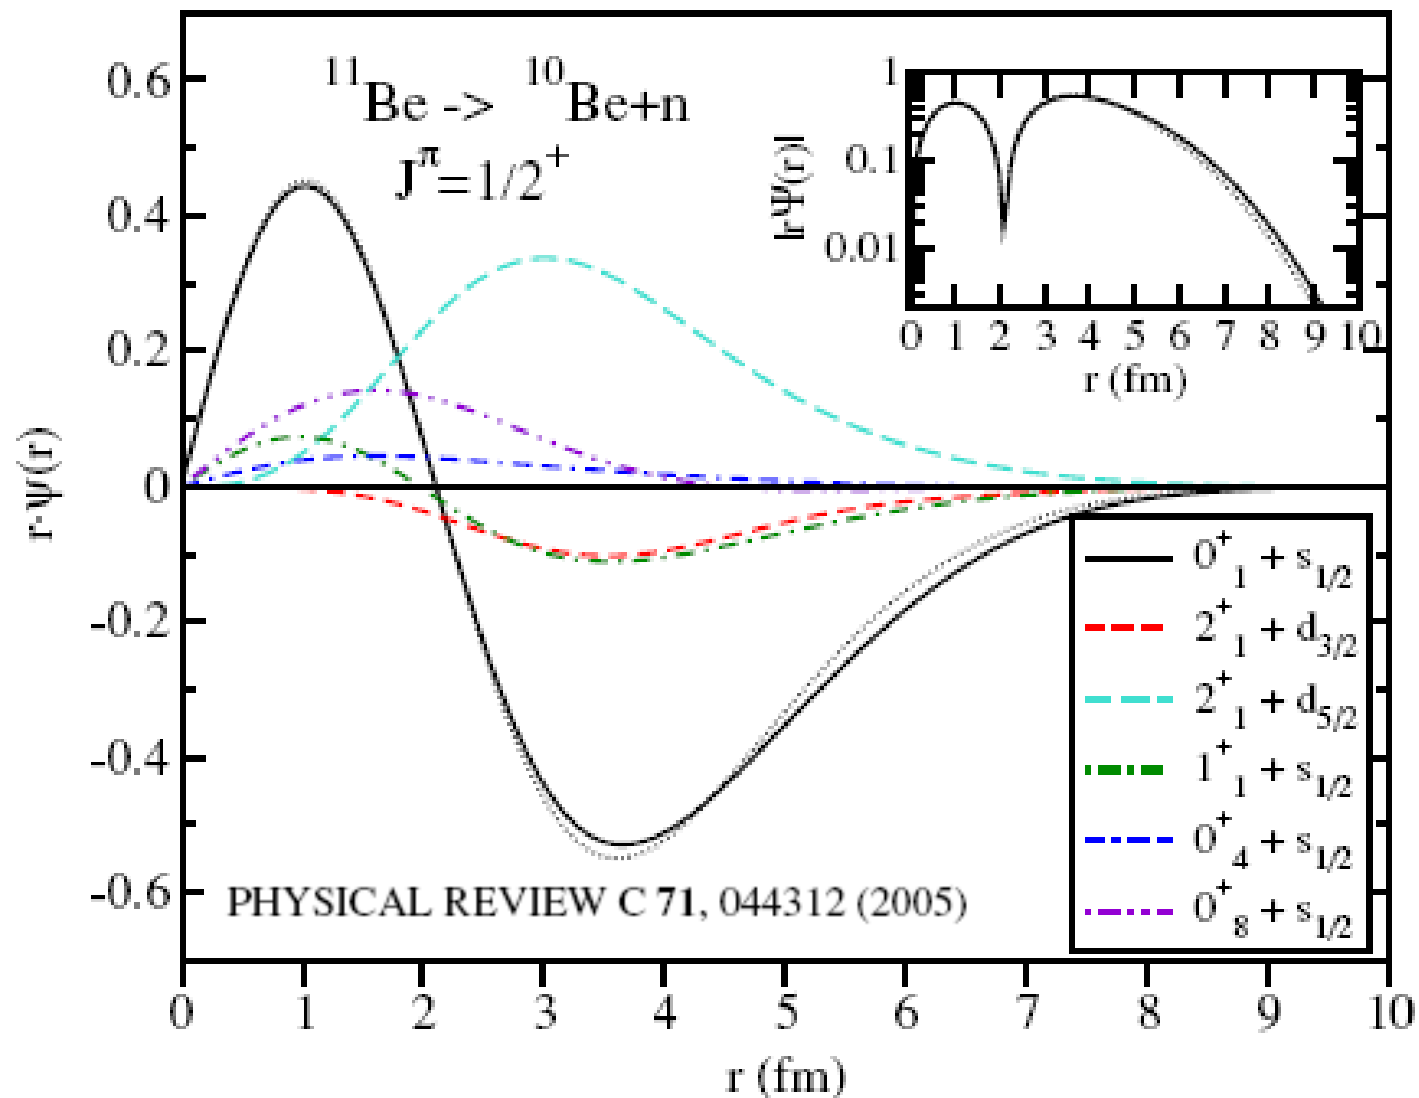 ¹¹Be -> ¹⁰Be+n
J^π=1/2⁺
r·Ψ(r)
0.6
0.4
0.2
0
-0.2
-0.4
-0.6
|rΨ(r)|
1
0.1
0.01
0 1 2 3 4 5 6 7 8 9 10
r (fm)
0⁺₁ + s₁/₂
2⁺₁ + d₃/₂
2⁺₁ + d₅/₂
1⁺₁ + s₁/₂
0⁺₄ + s₁/₂
0⁺₈ + s₁/₂
PHYSICAL REVIEW C 71, 044312 (2005)
0 1 2 3 4 5 6 7 8 9 10
r (fm)